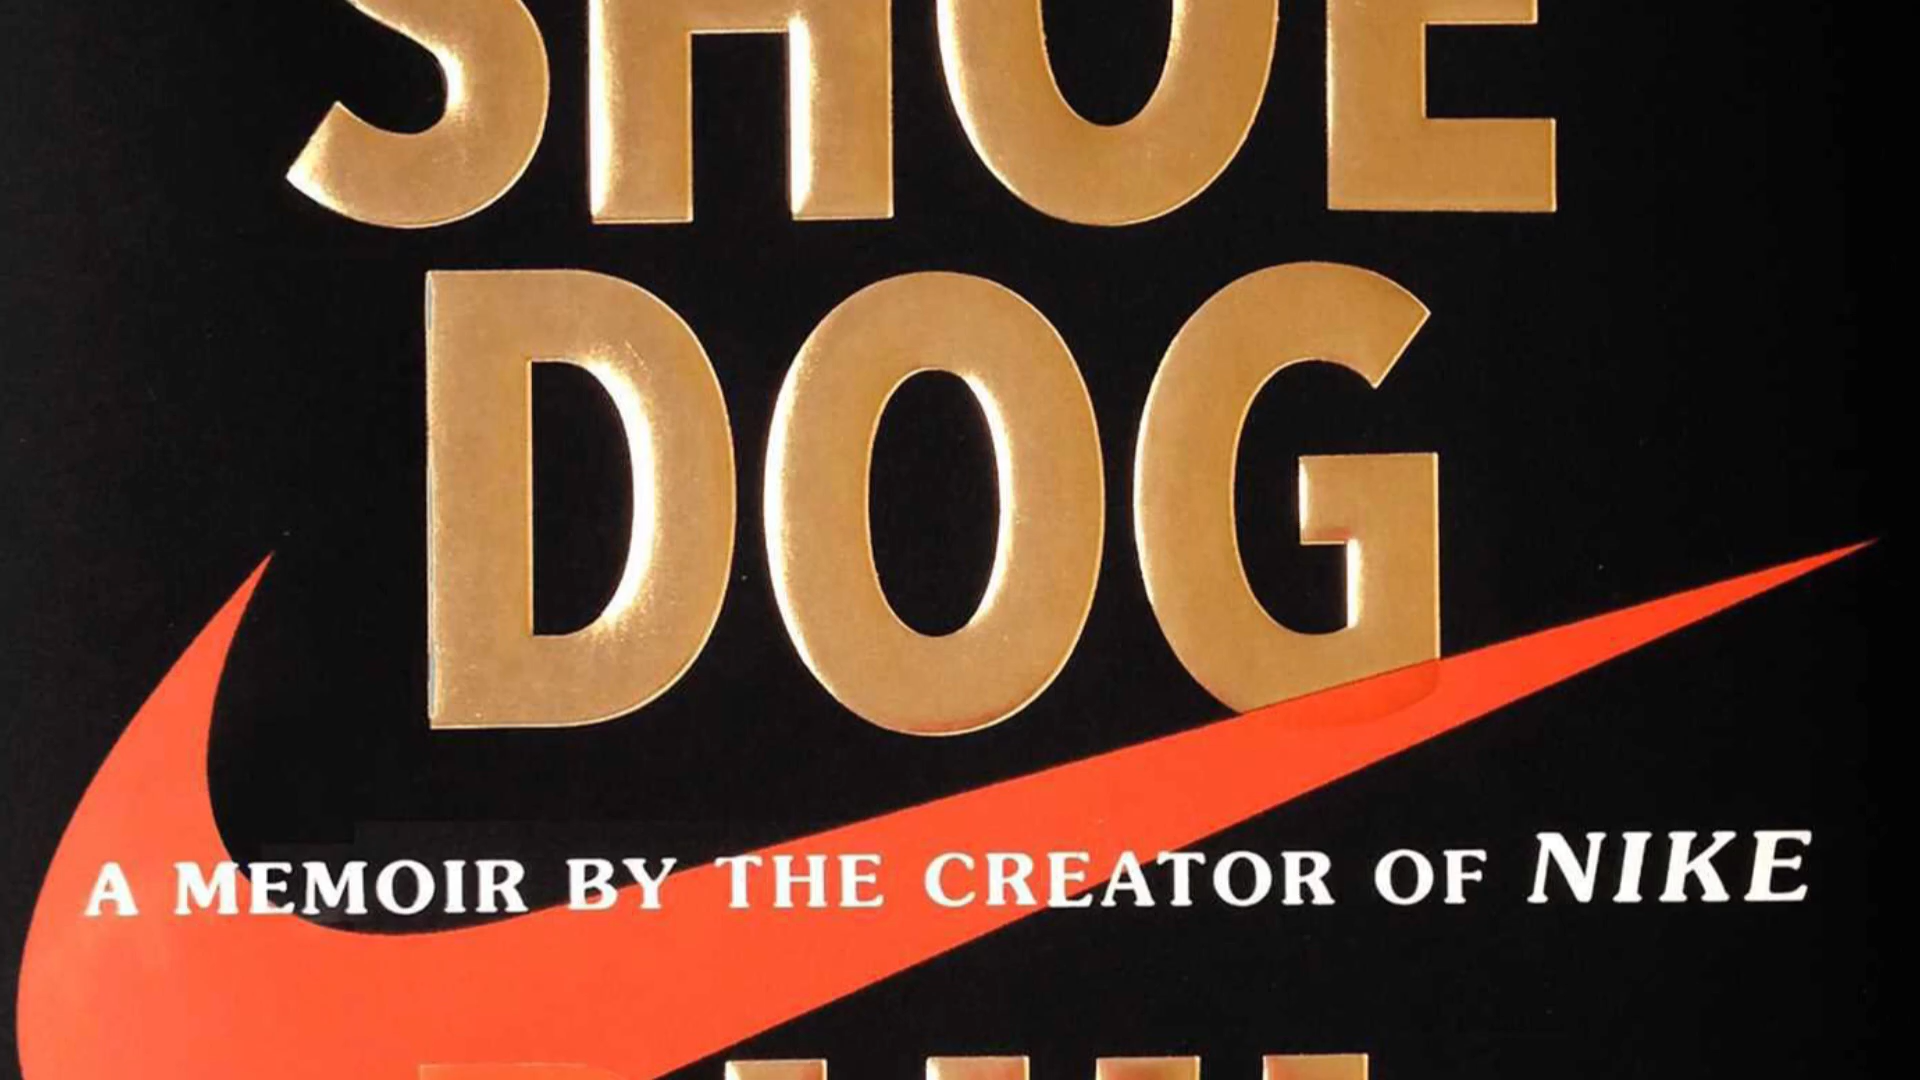 SHOE
DOG
A MEMOIR BY THE CREATOR OF NIKE